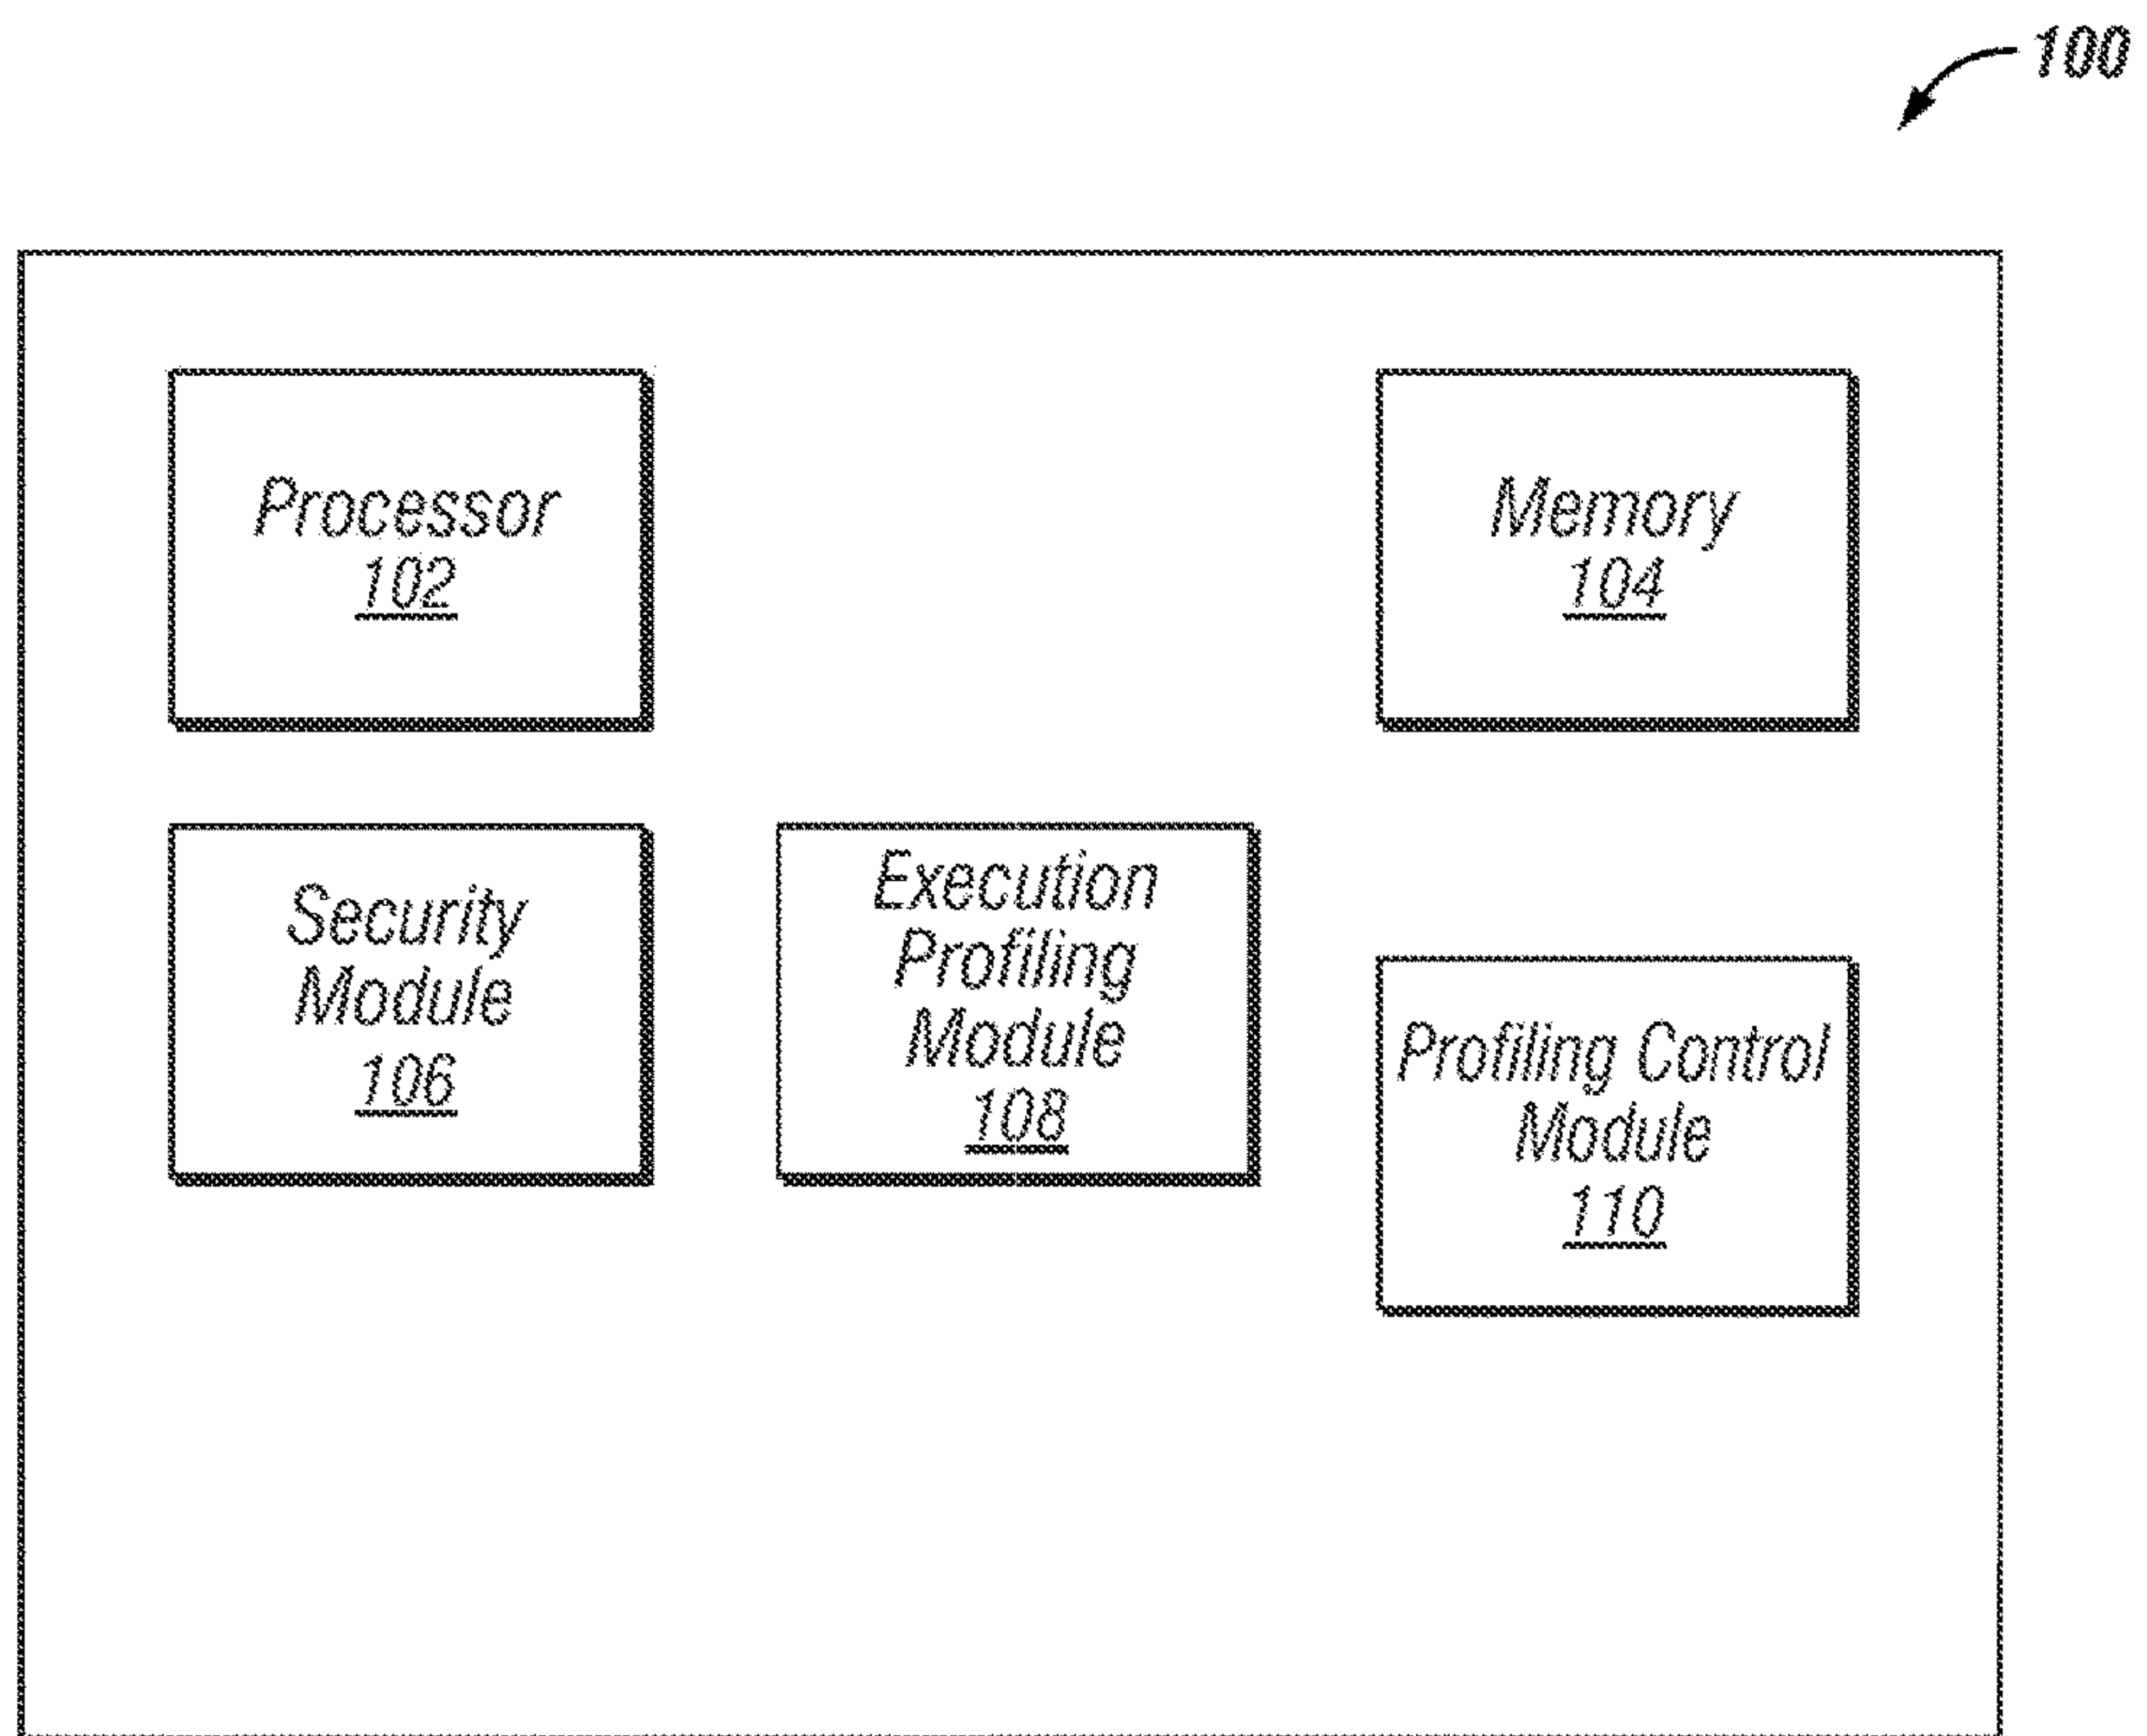 100
Processor
102
Memory
104
Security
Module
106
Execution
Profiling
Module
108
Profiling Control
Module
110